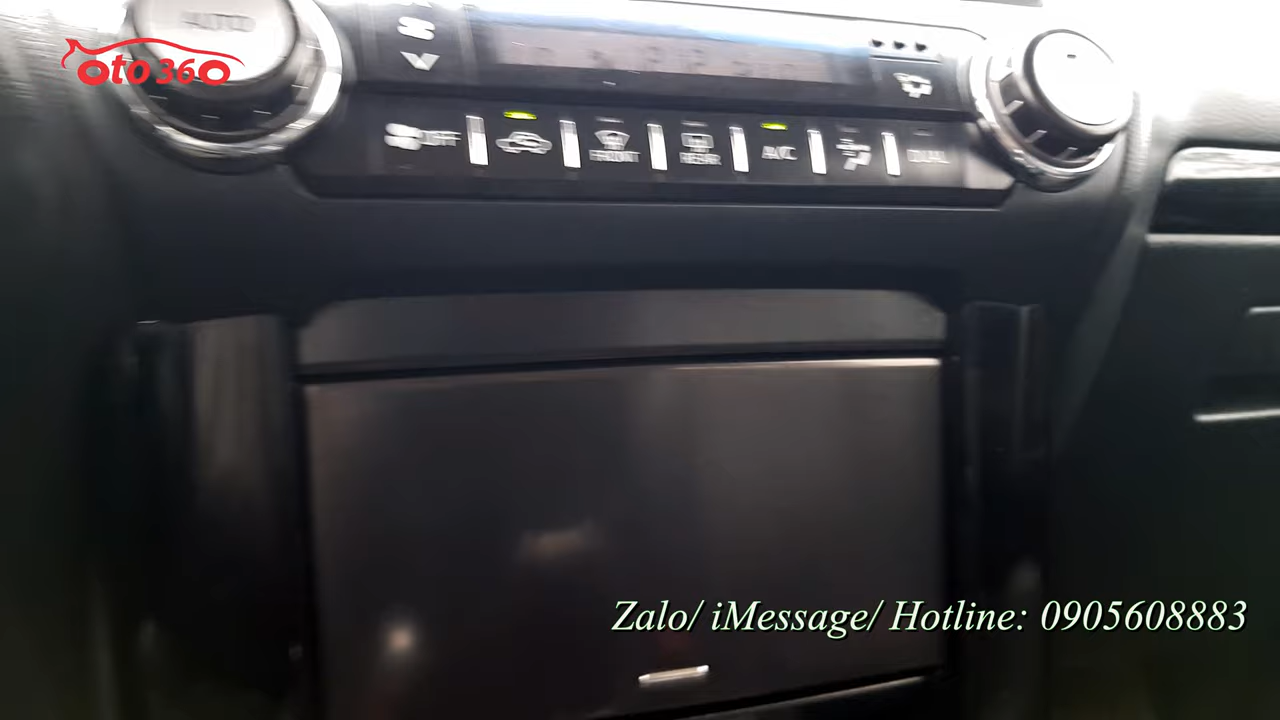 AUTO
oto360
OFF
FRONT
REAR
A/C
DUAL
Zalo/ iMessage/ Hotline: 0905608883